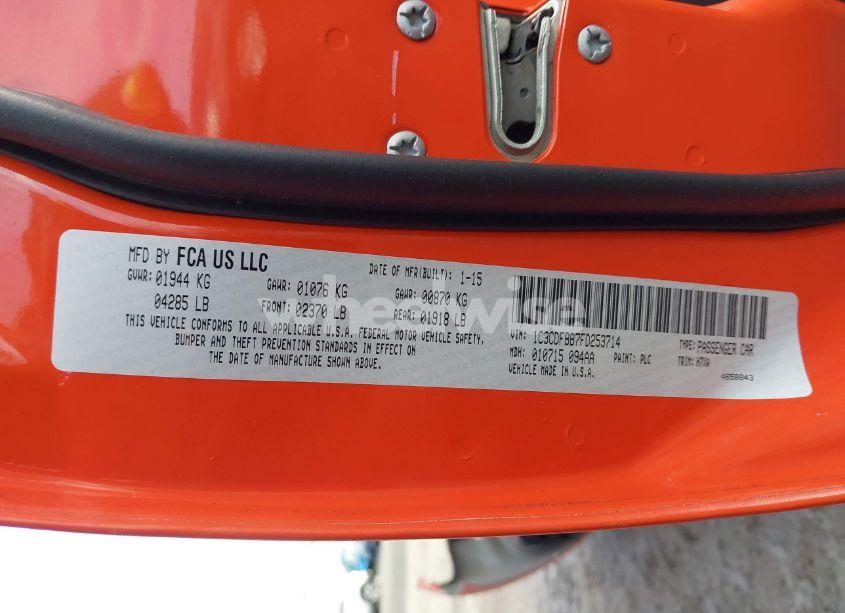 MFD BY FCA US LLC
DATE OF MFR(BUILT): 1-15
GVWR: 01944 KG
04285 LB
GAWR: 01076 KG
FRONT: 02370 LB
GAWR: 00870 KG
REAR: 01918 LB
THIS VEHICLE CONFORMS TO ALL APPLICABLE U.S.A. FEDERAL MOTOR VEHICLE SAFETY,
BUMPER AND THEFT PREVENTION STANDARDS IN EFFECT ON
THE DATE OF MANUFACTURE SHOWN ABOVE.
VIN: 1C3CDFBB7FD253714
TYPE: PASSENGER CAR
MDH: 010715 094AA
PAINT: PLC
VEHICLE MADE IN U.S.A.
4658843